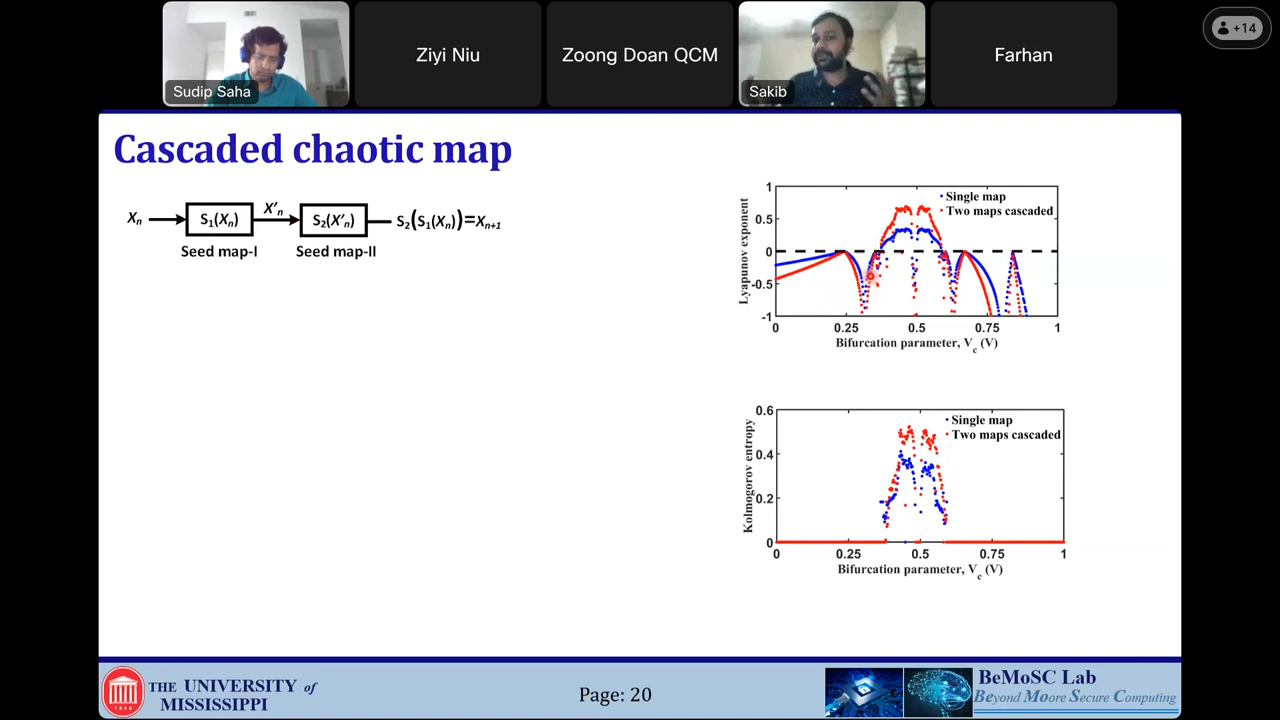 +14
Sudip Saha
Ziyi Niu
Zoong Doan QCM
Sakib
Farhan
Cascaded chaotic map
Xn
S1(Xn)
X'n
S2(X'n)
S2(S1(Xn))=Xn+1
Seed map-I
Seed map-II
1
0.5
0
-0.5
-1
Lyapunov exponent
Single map
Two maps cascaded
0
0.25
0.5
0.75
1
Bifurcation parameter, Vc (V)
0.6
0.4
0.2
0
Kolmogorov entropy
Single map
Two maps cascaded
0
0.25
0.5
0.75
1
Bifurcation parameter, Vc (V)
THE UNIVERSITY of
MISSISSIPPI
Page: 20
BeMoSC Lab
Beyond Moore Secure Computing